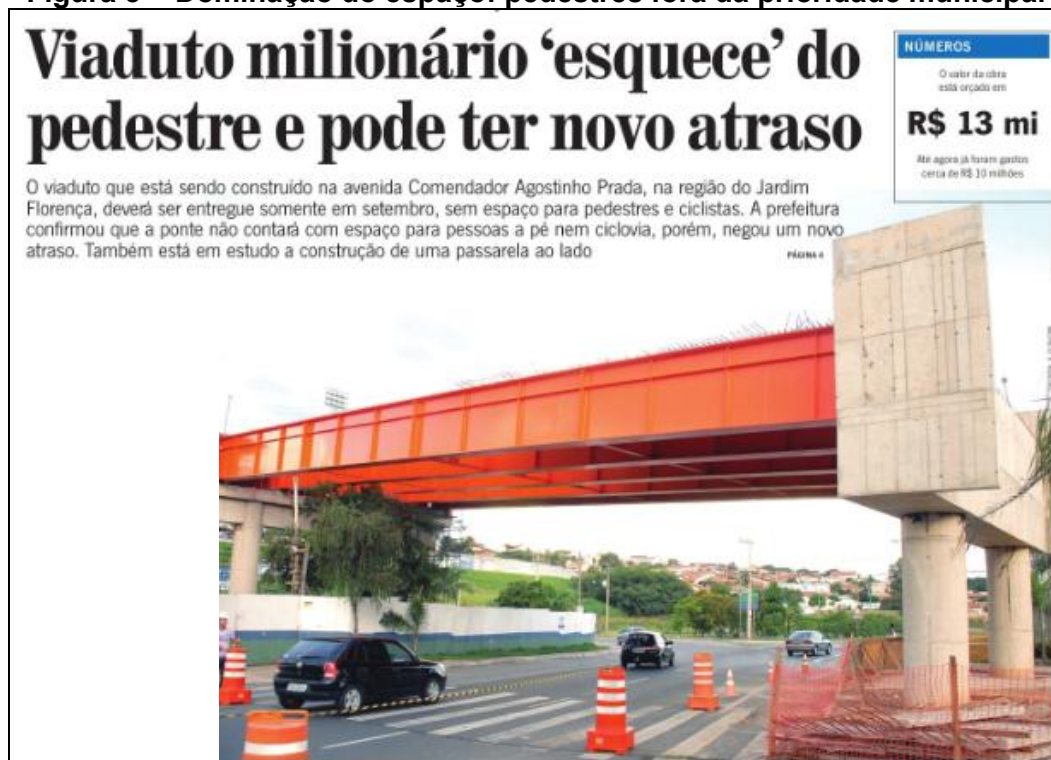 Viaduto milionário ‘esquece’ do
pedestre e pode ter novo atraso
O viaduto que está sendo construído na avenida Comendador Agostinho Prada, na região do Jardim
Florença, deverá ser entregue somente em setembro, sem espaço para pedestres e ciclistas. A prefeitura
confirmou que a ponte não contará com espaço para pessoas a pé nem ciclovia, porém, negou um novo
atraso. Também está em estudo a construção de uma passarela ao lado
PÁGINA 4
NÚMEROS
O valor da obra
está orçado em
R$ 13 mi
Até agora já foram gastos
cerca de R$ 10 milhões